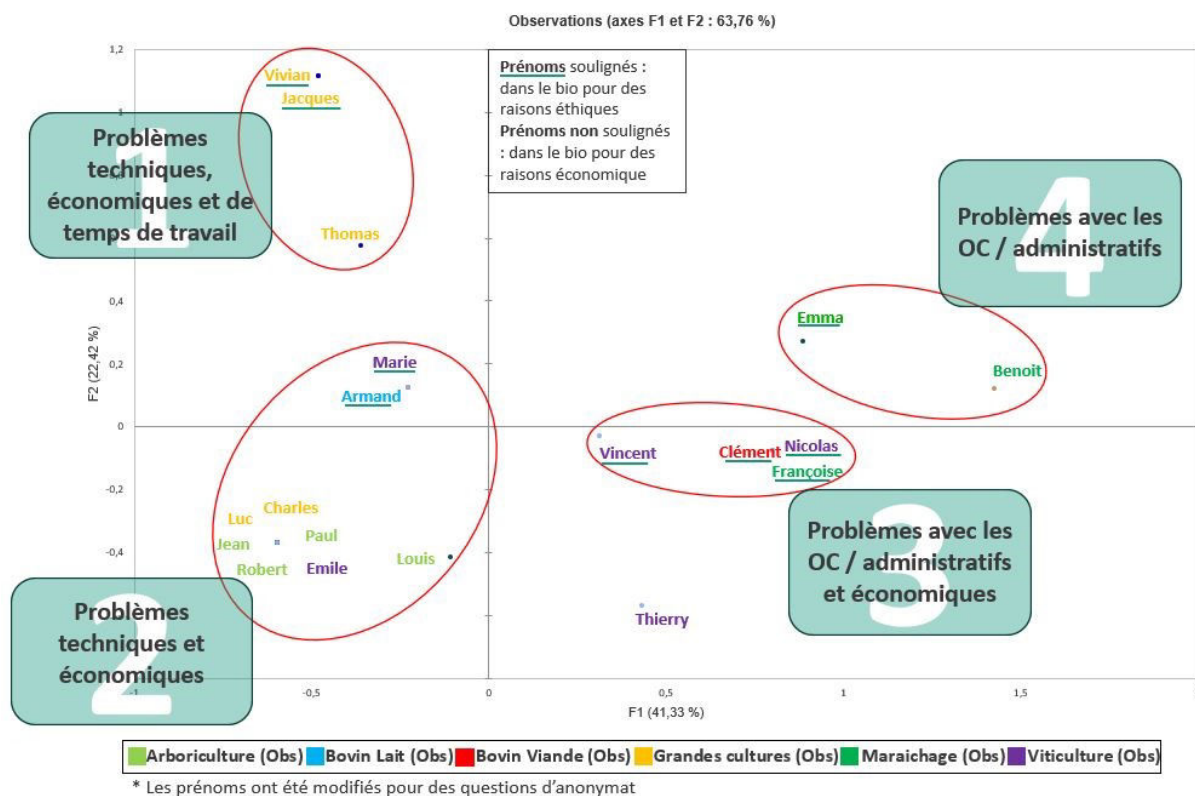 Observations (axes F1 et F2 : 63,76 %)
1,2
1
0,4
0,2
0
-0,2
-0,4
F2 (22,42 %)
Vivian
Jacques
Thomas
Prénoms soulignés :
dans le bio pour des
raisons éthiques
Prénoms non soulignés
: dans le bio pour des
raisons économique
1
Problèmes
techniques,
économiques et de
temps de travail
4
Problèmes avec les
OC / administratifs
Emma
Benoit
Marie
Armand
Vincent
Clément
Nicolas
Françoise
Charles
Luc
Paul
Jean
Robert
Emile
Louis
3
Problèmes avec les
OC / administratifs
et économiques
Thierry
2
Problèmes
techniques et
économiques
-1
-0,5
0
0,5
1
1,5
F1 (41,33 %)
Arboriculture (Obs) Bovin Lait (Obs) Bovin Viande (Obs) Grandes cultures (Obs) Maraichage (Obs) Viticulture (Obs)
* Les prénoms ont été modifiés pour des questions d'anonymat